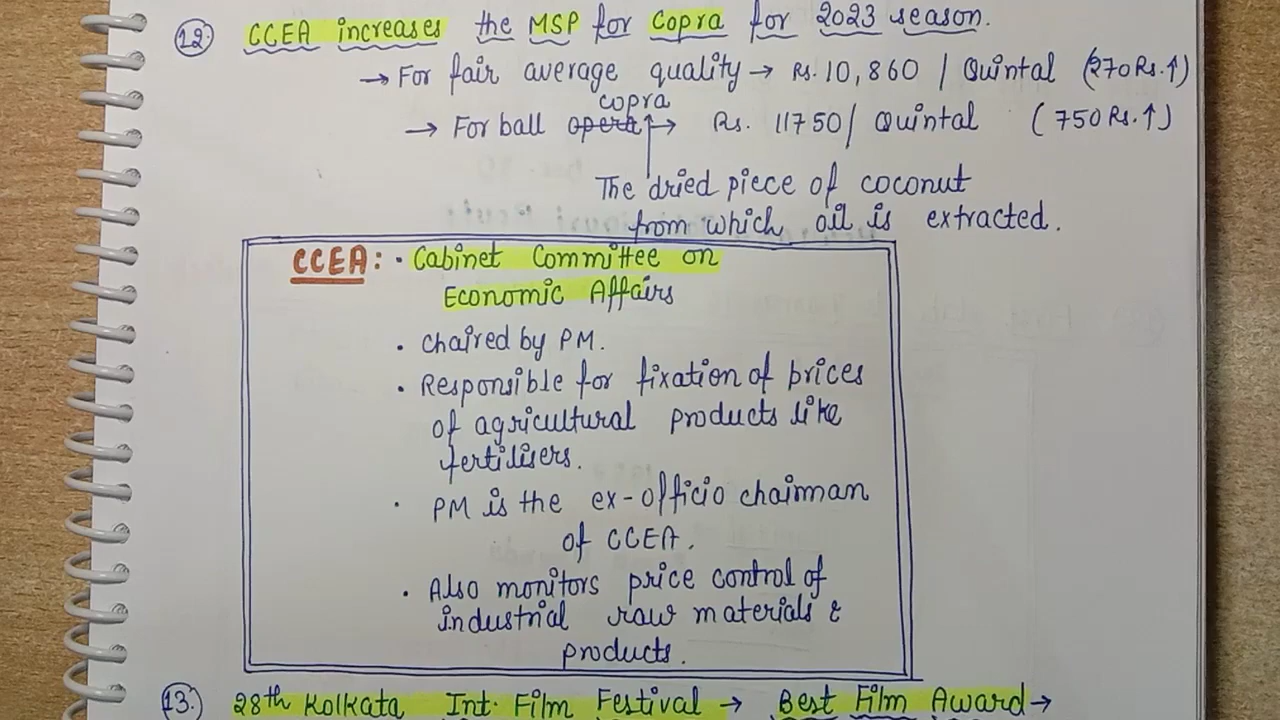 12. CCEA increases the MSP for Copra for 2023 season.
→ For fair average quality → Rs. 10,860 / Quintal (270 Rs.↑)
copra
→ For ball opera → Rs. 11750 / Quintal (750 Rs.↑)
The dried piece of coconut
from which oil is extracted.
CCEA: • Cabinet Committee on
Economic Affairs
• chaired by PM.
• Responsible for fixation of prices
of agricultural products like
fertilisers.
• PM is the ex-officio chairman
of CCEA.
• Also monitors price control of
industrial raw materials &
products.
13. 28th Kolkata Int. Film Festival → Best Film Award →